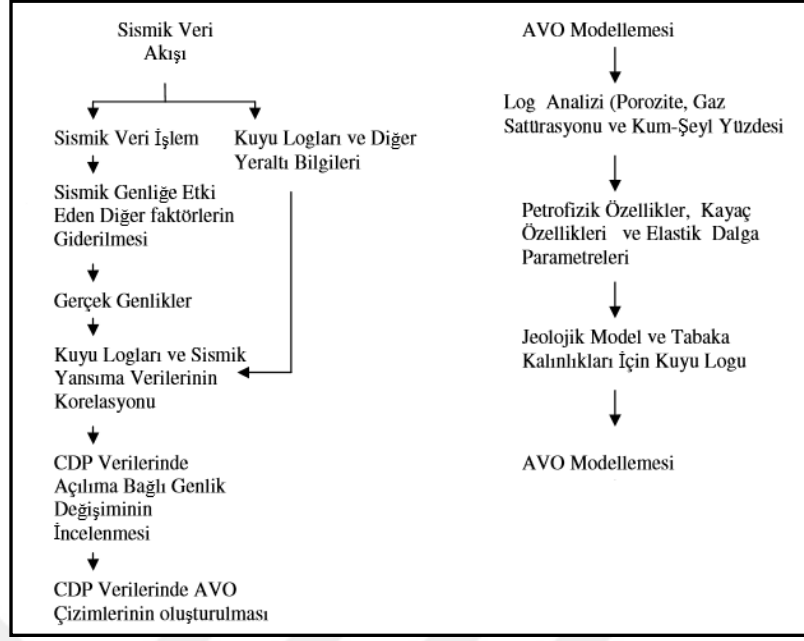 Sismik Veri
Akışı
Sismik Veri İşlem
Kuyu Logları ve Diğer
Yeraltı Bilgileri
Sismik Genliğe Etki
Eden Diğer faktörlerin
Giderilmesi
Gerçek Genlikler
Kuyu Logları ve Sismik
Yansıma Verilerinin
Korelasyonu
CDP Verilerinde
Açılıma Bağlı Genlik
Değişiminin
İncelenmesi
CDP Verilerinde AVO
Çizimlerinin oluşturulması
AVO Modellemesi
Log Analizi (Porozite, Gaz
Satürasyonu ve Kum-Şeyl Yüzdesi
Petrofizik Özellikler, Kayaç
Özellikleri ve Elastik Dalga
Parametreleri
Jeolojik Model ve Tabaka
Kalınlıkları İçin Kuyu Logu
AVO Modellemesi